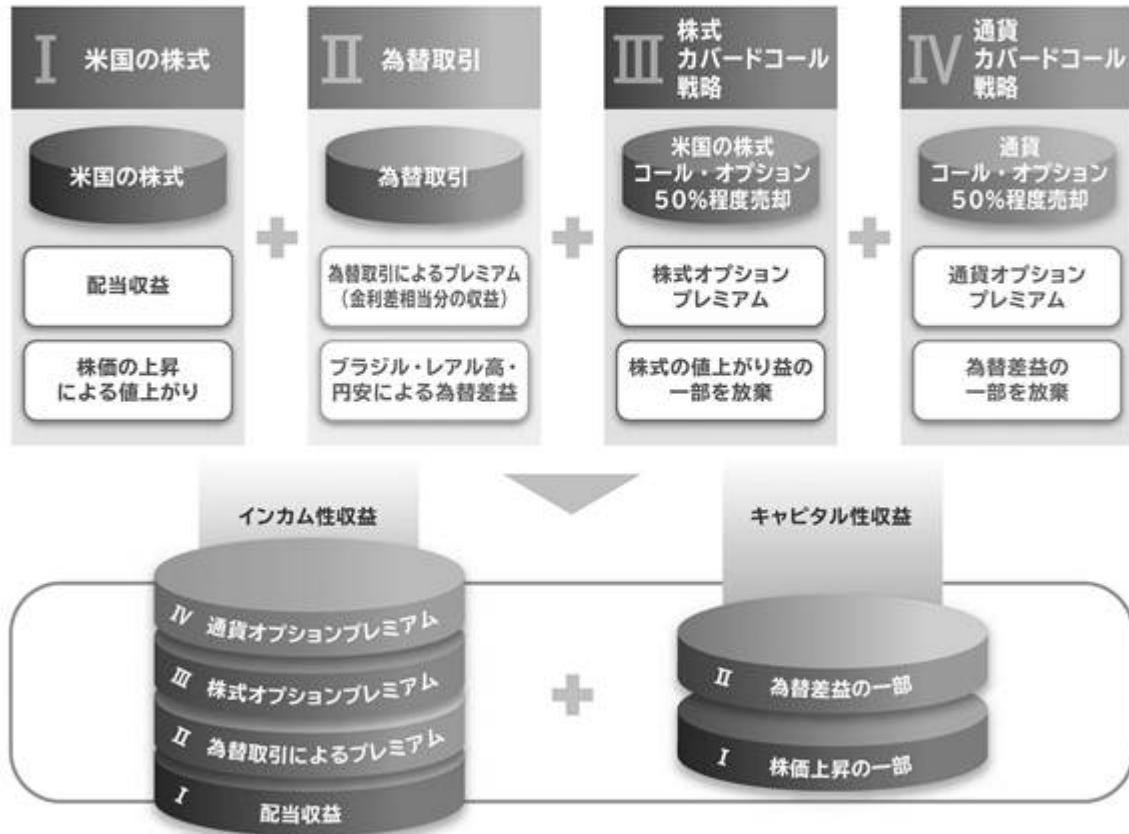 I 米国の株式
II 為替取引
III 株式
カバードコール
戦略
IV 通貨
カバードコール
戦略
米国の株式
為替取引
米国の株式
コール・オプション
50%程度売却
通貨
コール・オプション
50%程度売却
配当収益
為替取引によるプレミアム
(金利差相当分の収益)
株式オプション
プレミアム
通貨オプション
プレミアム
株価の上昇
による値上がり
ブラジル・レアル高・
円安による為替差益
株式の値上がり益の
一部を放棄
為替差益の
一部を放棄
インカム性収益
IV 通貨オプションプレミアム
III 株式オプションプレミアム
II 為替取引によるプレミアム
I 配当収益
キャピタル性収益
II 為替差益の一部
I 株価上昇の一部